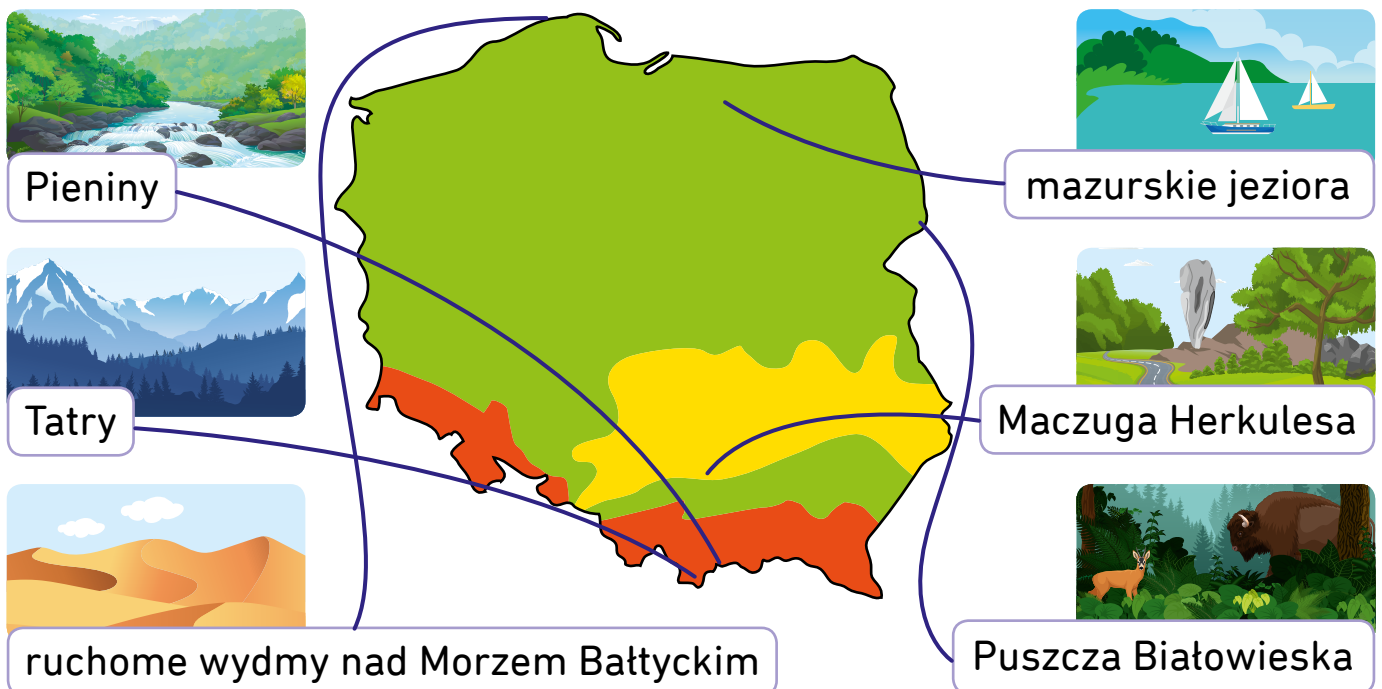 Pieniny
mazurskie jeziora
Tatry
Maczuga Herkulesa
ruchome wydmy nad Morzem Bałtyckim
Puszcza Białowieska